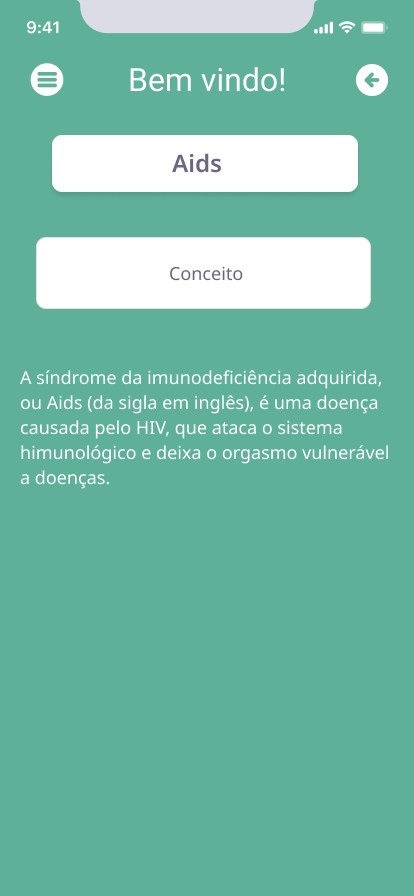 9:41
Bem vindo!
Aids
Conceito
A síndrome da imunodeficiência adquirida,
ou Aids (da sigla em inglês), é uma doença
causada pelo HIV, que ataca o sistema
himunológico e deixa o orgasmo vulnerável
a doenças.